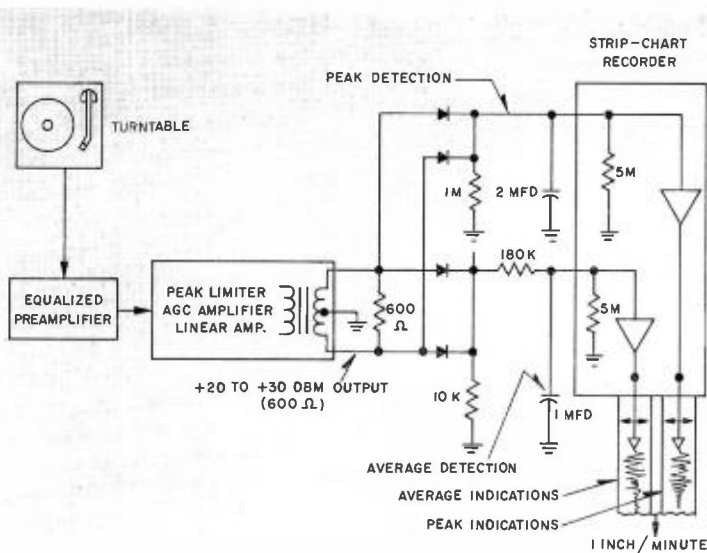 STRIP-CHART
RECORDER
PEAK DETECTION
TURNTABLE
5M
1M
2 MFD
180K
EQUALIZED
PREAMPLIFIER
PEAK LIMITER
AGC AMPLIFIER
LINEAR AMP.
600
Ω
5M
+20 TO +30 DBM OUTPUT
(600 Ω)
10K
1 MFD
AVERAGE DETECTION
AVERAGE INDICATIONS
PEAK INDICATIONS
1 INCH/MINUTE